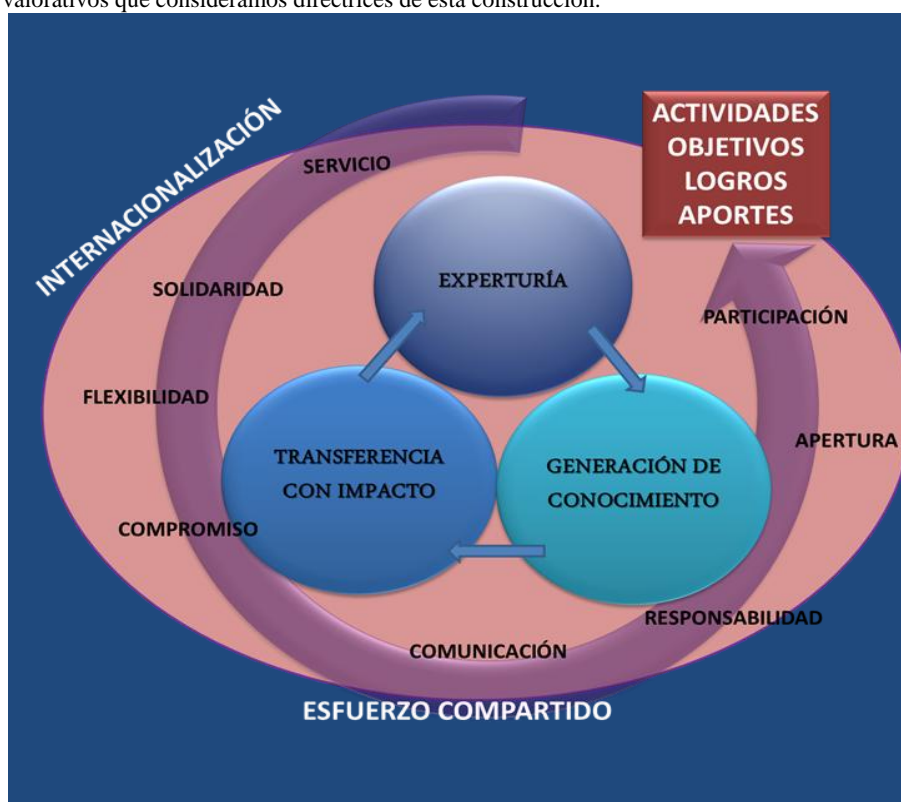 valorativos que consideramos directrices de esta construcción.
INTERNACIONALIZACIÓN
ACTIVIDADES
OBJETIVOS
LOGROS
APORTES
SERVICIO
EXPERTURÍA
SOLIDARIDAD
PARTICIPACIÓN
FLEXIBILIDAD
APERTURA
TRANSFERENCIA
CON IMPACTO
GENERACIÓN DE
CONOCIMIENTO
COMPROMISO
RESPONSABILIDAD
COMUNICACIÓN
ESFUERZO COMPARTIDO